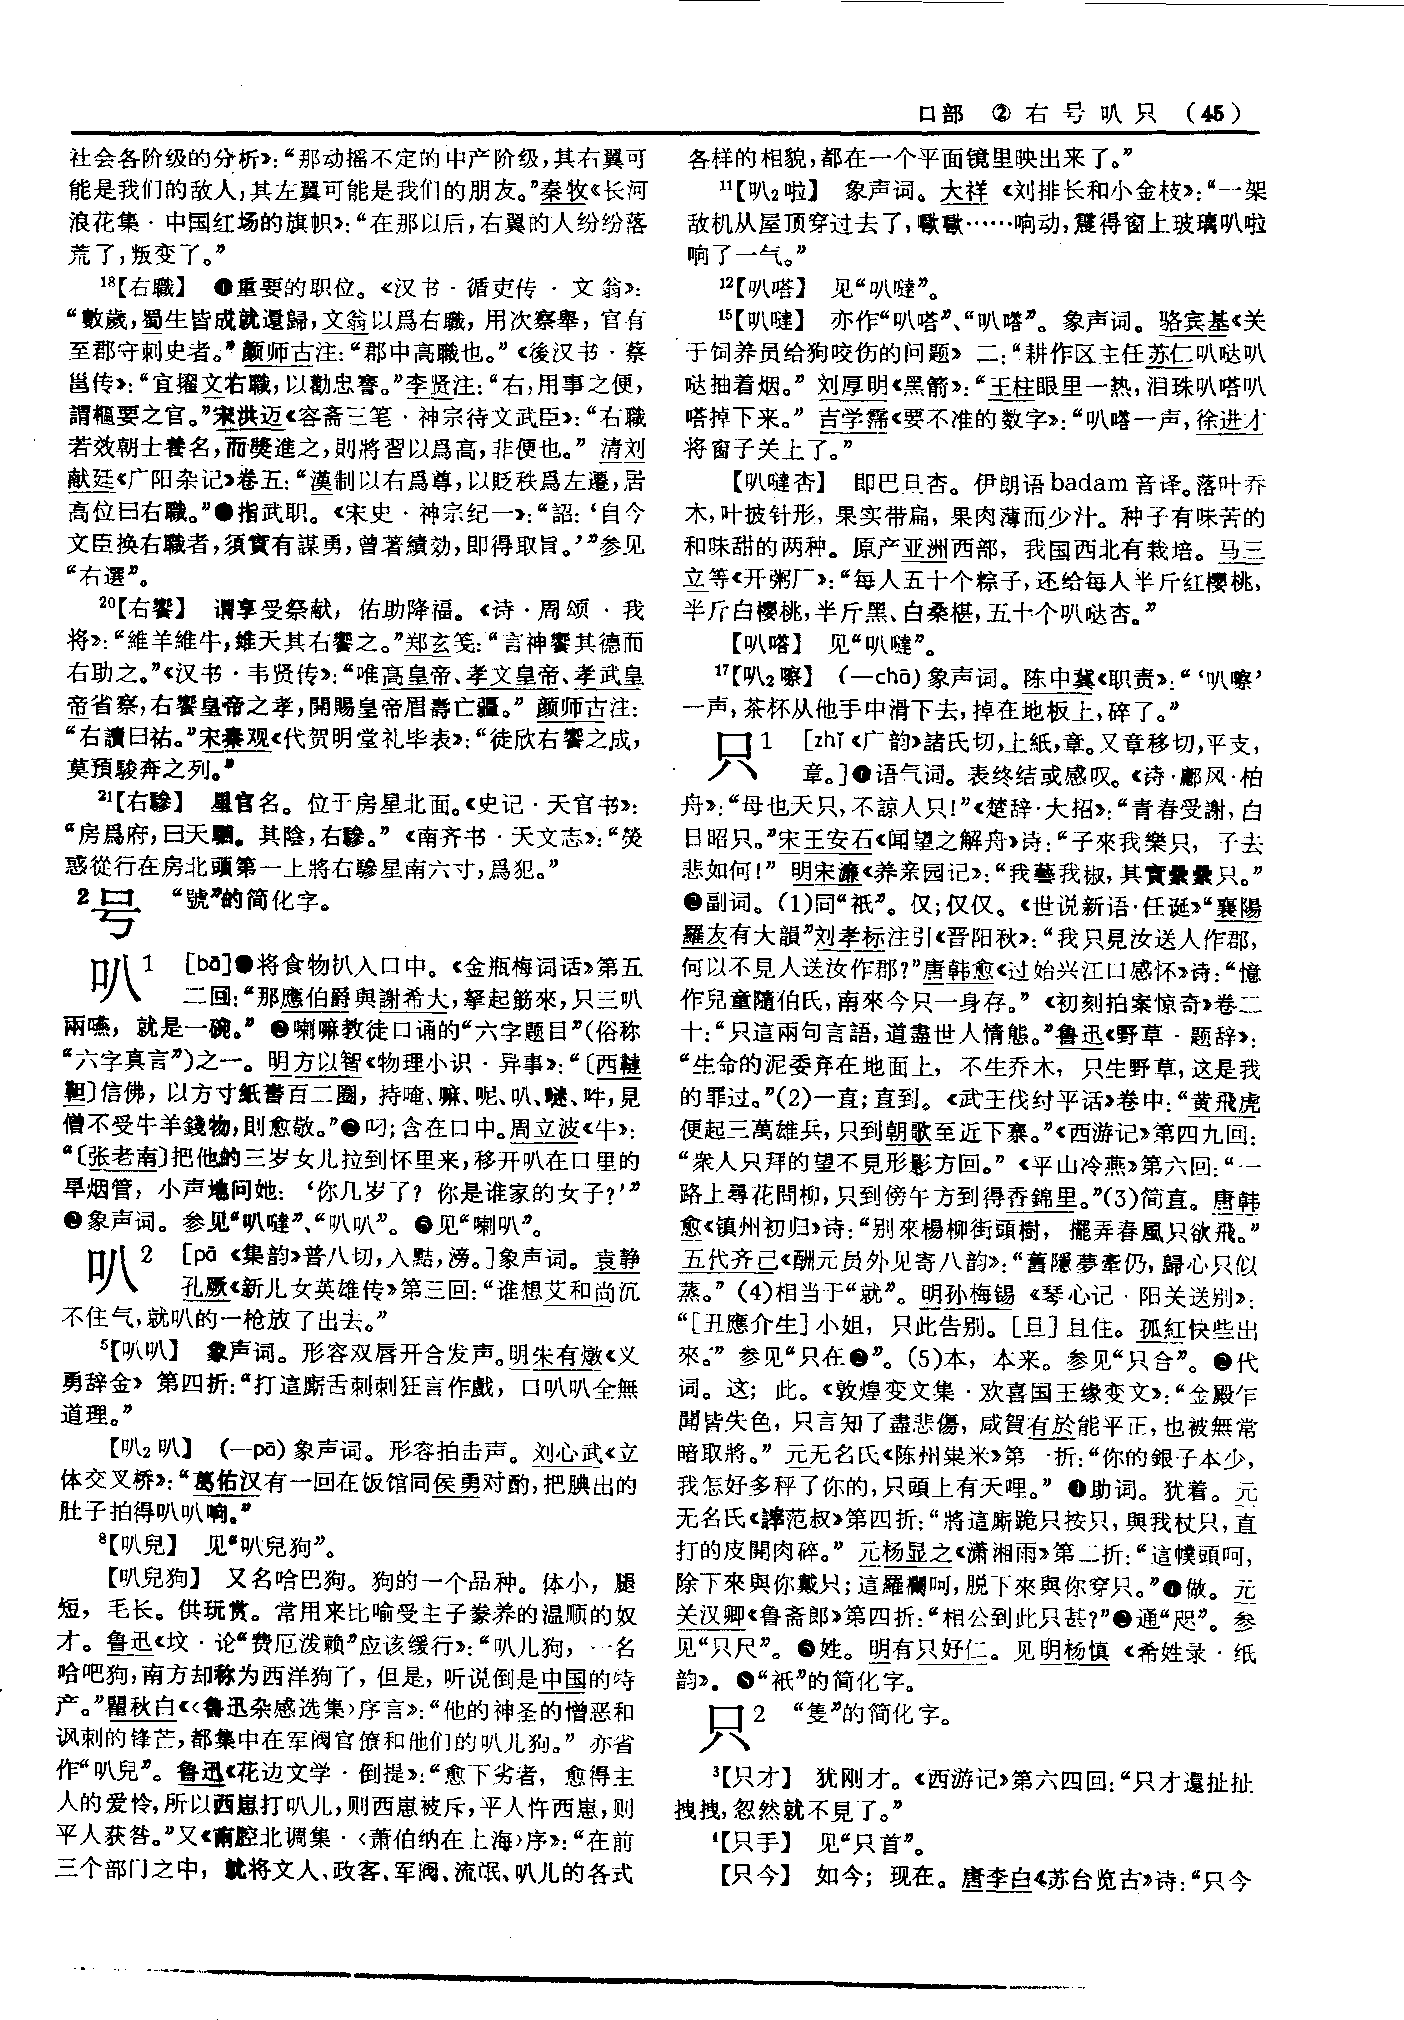 口部 ② 右号叭只 (45)
社会各阶级的分析》:“那动摇不定的中产阶级,其右翼可
能是我们的敌人,其左翼可能是我们的朋友。”秦牧《长河
浪花集·中国红场的旗帜》:“在那以后,右翼的人纷纷落
荒了,叛变了。”
18【右職】 ❶重要的职位。《汉书·循吏传·文翁》:
“數歲,蜀生皆成就還歸,文翁以爲右職,用次察舉,官有
至郡守刺史者。”颜师古注:“郡中高職也。”《後汉书·蔡
邕传》:“宜擢文右職,以勸忠謇。”李贤注:“右,用事之便,
謂樞要之官。”宋洪迈《容斋三笔·神宗待文武臣》:“右職
若效朝士養名,而獎進之,則將習以爲高,非便也。” 清刘
献廷《广阳杂记》卷五:“漢制以右爲尊,以貶秩爲左遷,居
高位曰右職。”❷指武职。《宋史·神宗纪一》:“詔:‘自今
文臣换右職者,須實有謀勇,曾著績効,即得取旨。’”参见
“右選”。
20【右饗】 谓享受祭献,佑助降福。《诗·周颂·我
将》:“維羊維牛,維天其右饗之。”郑玄笺:“言神饗其德而
右助之。”《汉书·韦贤传》:“唯高皇帝、孝文皇帝、孝武皇
帝省察,右饗皇帝之孝,開賜皇帝眉壽亡疆。” 颜师古注:
“右讀曰祐。”宋秦观《代贺明堂礼毕表》:“徒欣右饗之成,
莫預駿奔之列。”
21【右驂】 星官名。位于房星北面。《史记·天官书》:
“房爲府,曰天駟。其陰,右驂。” 《南齐书·天文志》:“熒
惑從行在房北頭第一上將右驂星南六寸,爲犯。”
2号 “號”的简化字。
叭1 [bā]❶将食物扒入口中。《金瓶梅词话》第五
二回:“那應伯爵與謝希大,拏起筯來,只三叭
兩嚥,就是一碗。” ❷喇嘛教徒口诵的“六字题目”(俗称
“六字真言”)之一。明方以智《物理小识·异事》:“〔西韃
靼〕信佛,以方寸紙書百二圈,持唵、嘛、呢、叭、𡁠、吽,見
僧不受牛羊錢物,則愈敬。”❸叼;含在口中。周立波《牛》:
“〔张老南〕把他的三岁女儿拉到怀里来,移开叭在口里的
旱烟管,小声地问她:‘你几岁了?你是谁家的女子?’”
❹象声词。参见“叭噠”、“叭叭”。❺见“喇叭”。
叭2 [pā 《集韵》普八切,入黠,滂。]象声词。袁静
孔厥《新儿女英雄传》第三回:“谁想艾和尚沉
不住气,就叭的一枪放了出去。”
5【叭叭】 象声词。形容双唇开合发声。明朱有燉《义
勇辞金》第四折:“打這厮舌刺刺狂言作戲,口叭叭全無
道理。”
【叭2叭】 (—pā)象声词。形容拍击声。刘心武《立
体交叉桥》:“葛佑汉有一回在饭馆同侯勇对酌,把腆出的
肚子拍得叭叭响。”
8【叭兒】 见“叭兒狗”。
【叭兒狗】 又名哈巴狗。狗的一个品种。体小,腿
短,毛长。供玩赏。常用来比喻受主子豢养的温顺的奴
才。鲁迅《坟·论“费厄泼赖”应该缓行》:“叭儿狗,一名
哈吧狗,南方却称为西洋狗了,但是,听说倒是中国的特
产。”瞿秋白《〈鲁迅杂感选集〉序言》:“他的神圣的憎恶和
讽刺的锋芒,都集中在军阀官僚和他们的叭儿狗。” 亦省
作“叭兒”。鲁迅《花边文学·倒提》:“愈下劣者,愈得主
人的爱怜,所以西崽打叭儿,则西崽被斥,平人忤西崽,则
平人获咎。”又《南腔北调集·〈萧伯纳在上海〉序》:“在前
三个部门之中,就将文人、政客、军阀、流氓、叭儿的各式
各样的相貌,都在一个平面镜里映出来了。”
11【叭2啦】 象声词。大祥《刘排长和小金枝》:“一架
敌机从屋顶穿过去了,歘歘……响动,震得窗上玻璃叭啦
响了一气。”
12【叭嗒】 见“叭噠”。
15【叭噠】 亦作“叭嗒”、“叭嚃”。象声词。骆宾基《关
于饲养员给狗咬伤的问题》二:“耕作区主任苏仁叭哒叭
哒抽着烟。” 刘厚明《黑箭》:“王柱眼里一热,泪珠叭嗒叭
嗒掉下来。” 吉学霈《要不准的数字》:“叭嚃一声,徐进才
将窗子关上了。”
【叭噠杏】 即巴旦杏。伊朗语badam音译。落叶乔
木,叶披针形,果实带扁,果肉薄而少汁。种子有味苦的
和味甜的两种。原产亚洲西部,我国西北有栽培。马三
立等《开粥厂》:“每人五十个粽子,还给每人半斤红樱桃,
半斤白樱桃,半斤黑、白桑椹,五十个叭哒杏。”
【叭嚃】 见“叭噠”。
17【叭2嚓】 (—chā)象声词。陈中冀《职责》:“‘叭嚓’
一声,茶杯从他手中滑下去,掉在地板上,碎了。”
只1 [zhǐ《广韵》諸氏切,上紙,章。又章移切,平支,
章。]❶语气词。表终结或感叹。《诗·鄘风·柏
舟》:“母也天只,不諒人只!”《楚辞·大招》:“青春受謝,白
日昭只。”宋王安石《闻望之解舟》诗:“子來我樂只,子去
悲如何!” 明宋濂《养亲园记》:“我藝我椒,其實纍纍只。”
❷副词。(1)同“衹”。仅;仅仅。《世说新语·任诞》“襄陽
羅友有大韻”刘孝标注引《晋阳秋》:“我只見汝送人作郡,
何以不見人送汝作郡?”唐韩愈《过始兴江口感怀》诗:“憶
作兒童隨伯氏,南來今只一身存。”《初刻拍案惊奇》卷二
十:“只這兩句言語,道盡世人情態。”鲁迅《野草·题辞》:
“生命的泥委弃在地面上,不生乔木,只生野草,这是我
的罪过。”(2)一直;直到。《武王伐纣平话》卷中:“黄飛虎
便起三萬雄兵,只到朝歌至近下寨。”《西游记》第四九回:
“衆人只拜的望不見形影方回。”《平山冷燕》第六回:“一
路上尋花問柳,只到傍午方到得香錦里。”(3)简直。唐韩
愈《镇州初归》诗:“别來楊柳街頭樹,擺弄春風只欲飛。”
五代齐己《酬元员外见寄八韵》:“舊隱夢牽仍,歸心只似
蒸。”(4)相当于“就”。明孙梅锡《琴心记·阳关送别》:
“[丑應介生]小姐,只此告别。[旦]且住。孤紅快些出
來。” 参见“只在❷”。(5)本,本来。参见“只合”。❸代
词。这;此。《敦煌变文集·欢喜国王缘变文》:“金殿乍
聞皆失色,只言知了盡悲傷,咸賀有於能平正,也被無常
暗取將。” 元无名氏《陈州粜米》第一折:“你的銀子本少,
我怎好多秤了你的,只頭上有天哩。” ❹助词。犹着。元
无名氏《谇范叔》第四折:“將這厮跪只按只,與我杖只,直
打的皮開肉碎。” 元杨显之《潇湘雨》第二折:“這幞頭呵,
除下來與你戴只;這羅襴呵,脱下來與你穿只。”❺做。元
关汉卿《鲁斋郎》第四折:“相公到此只甚?”❻通“咫”。参
见“只尺”。❼姓。明有只好仁。见明杨慎《希姓录·纸
韵》。❽“衹”的简化字。
只2 “隻”的简化字。
3【只才】 犹刚才。《西游记》第六四回:“只才還扯扯
拽拽,忽然就不見了。”
4【只手】 见“只首”。
【只今】 如今;现在。唐李白《苏台览古》诗:“只今